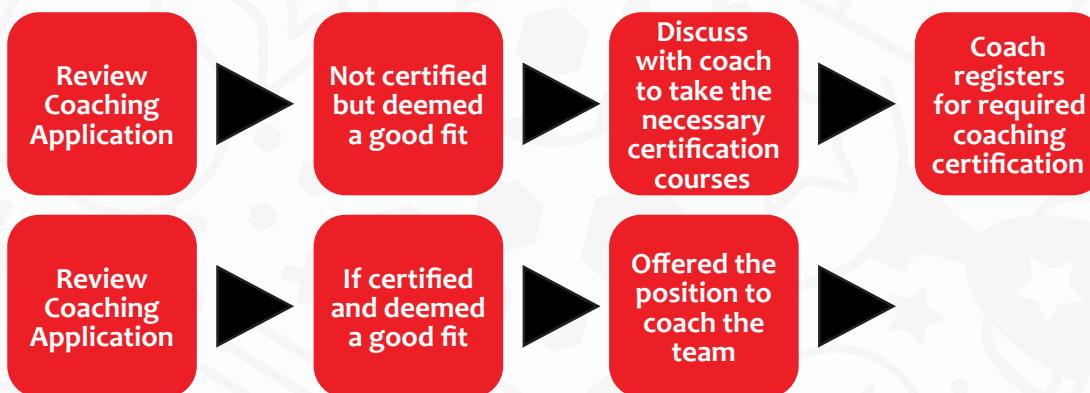 Review
Coaching
Application
Not certified
but deemed
a good fit
Discuss
with coach
to take the
necessary
certification
courses
Coach
registers
for required
coaching
certification
Review
Coaching
Application
If certified
and deemed
a good fit
Offered the
position to
coach the
team